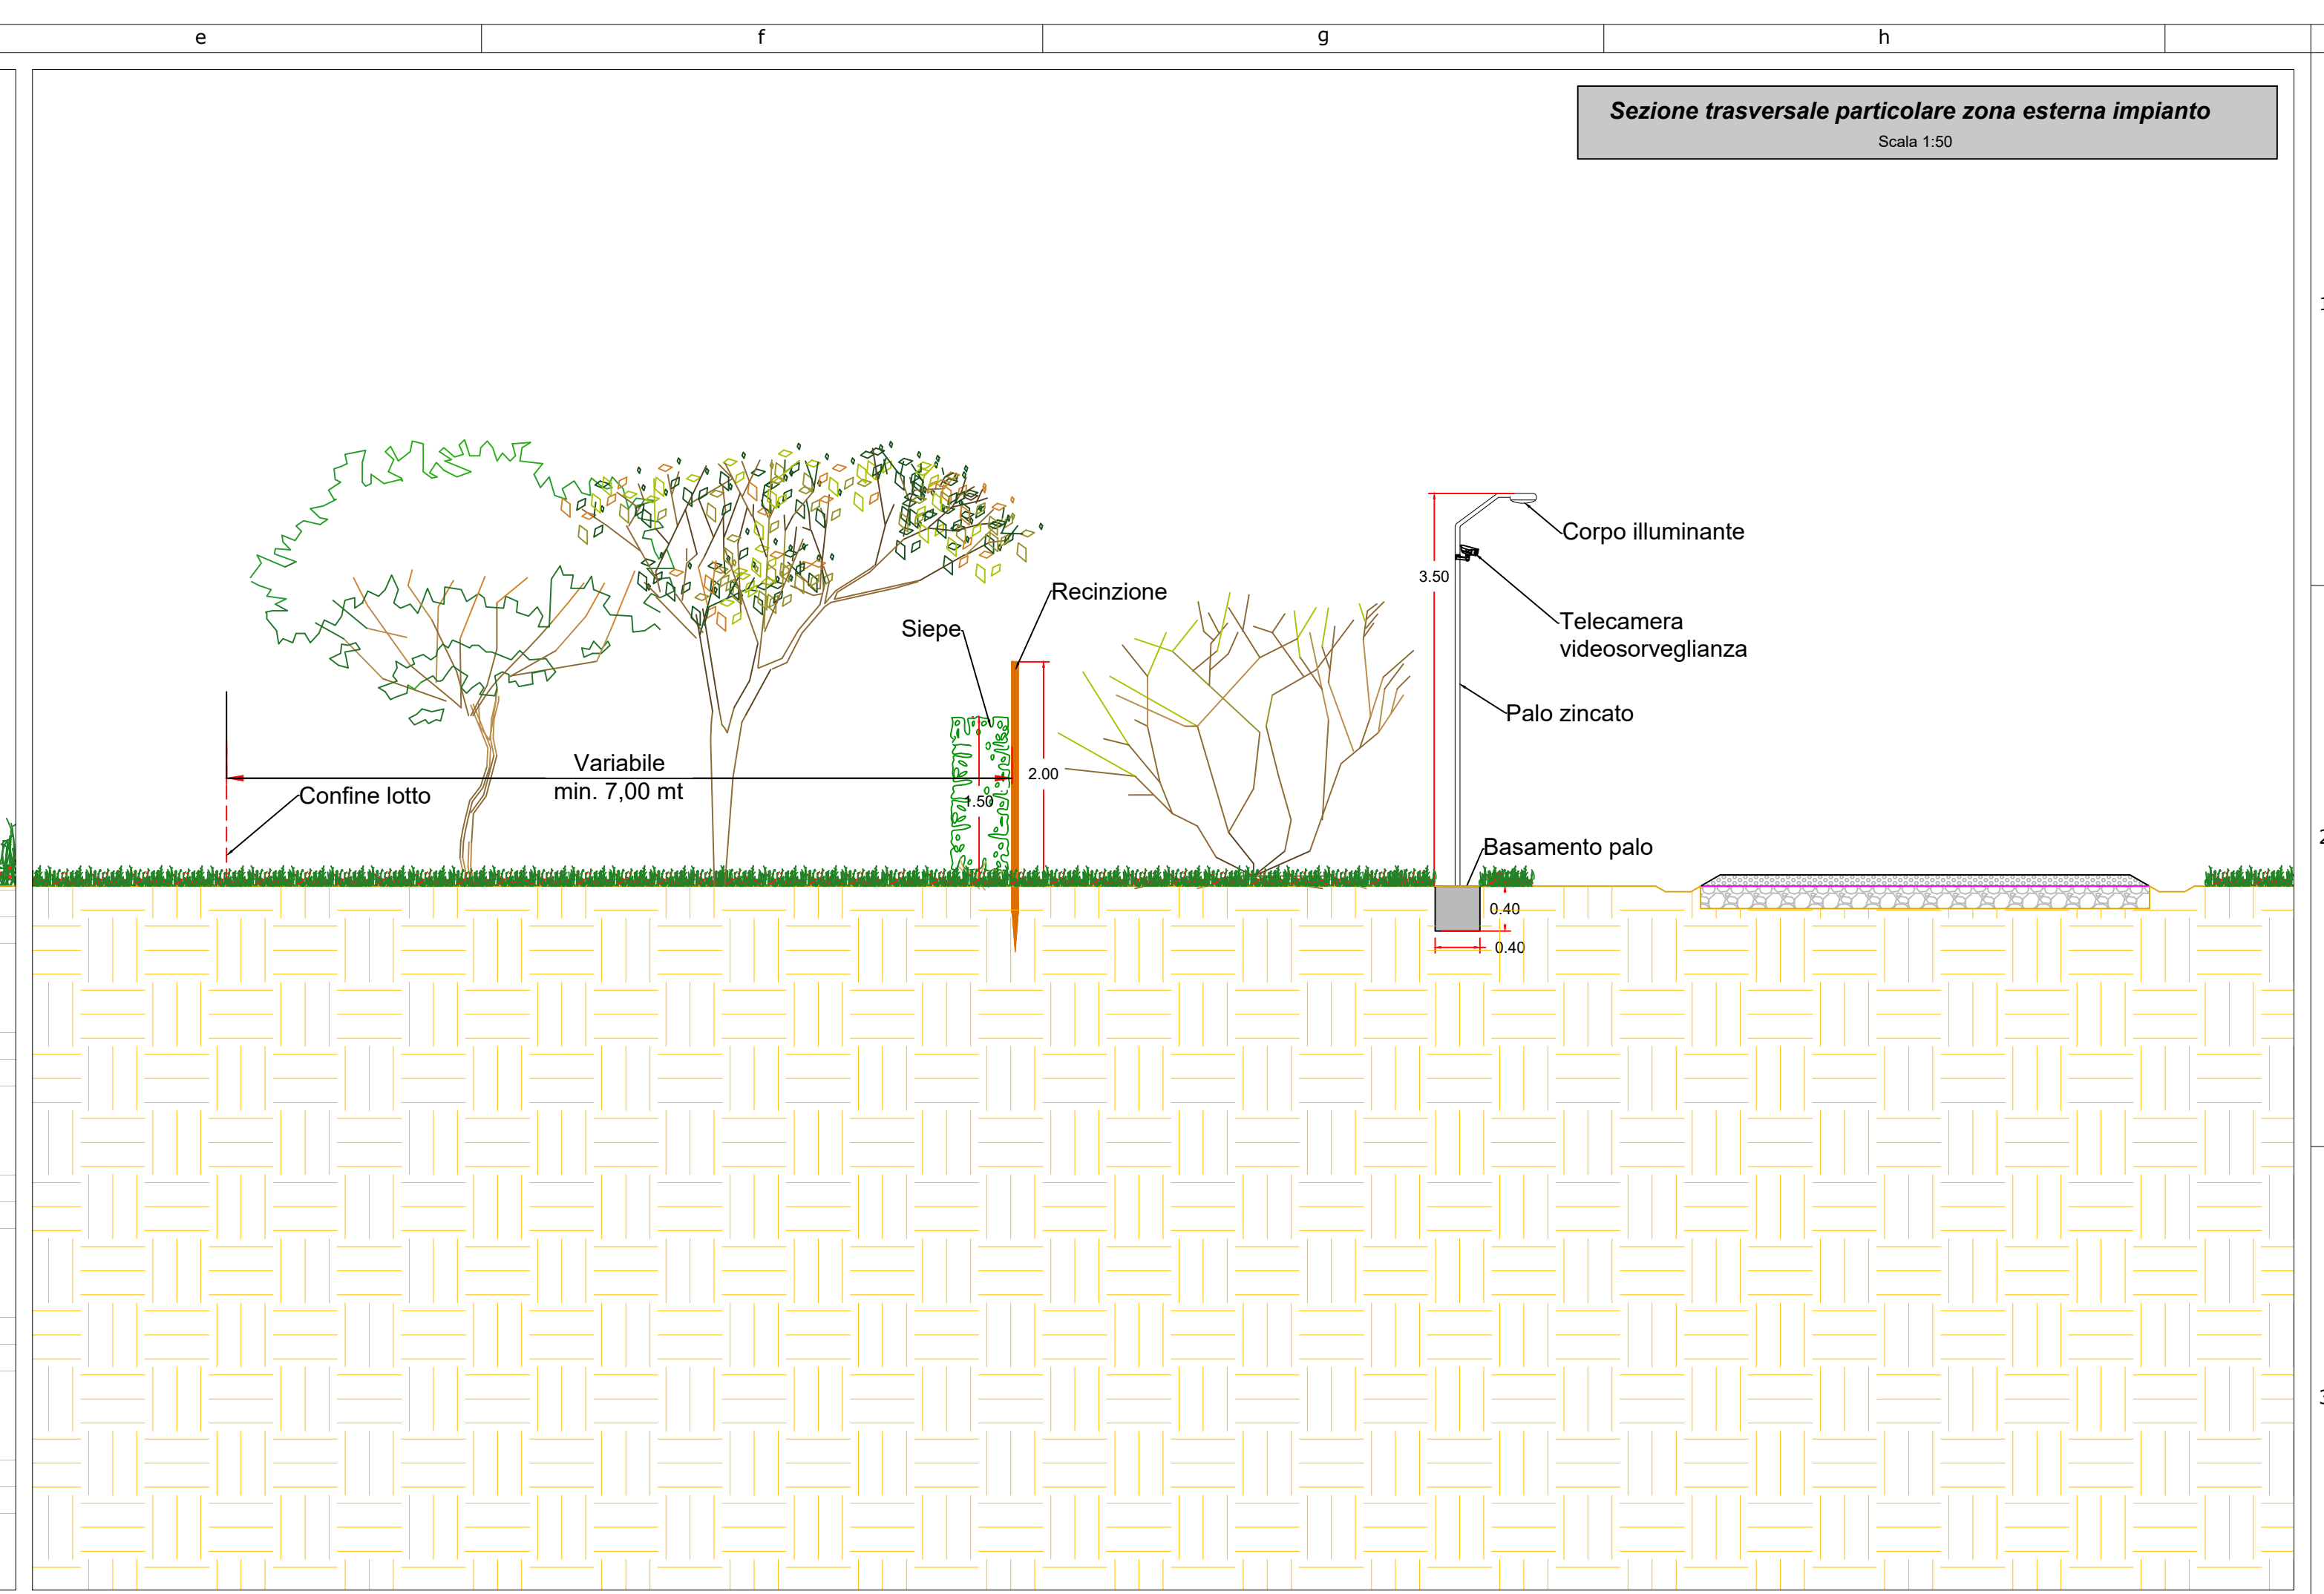 e
f
g
h
Sezione trasversale particolare zona esterna impianto
Scala 1:50
Corpo illuminante
3.50
Recinzione
Telecamera
videosorveglianza
Siepe
Palo zincato
Variabile
min. 7,00 mt
2.00
Confine lotto
1.50
Basamento palo
0.40
0.40